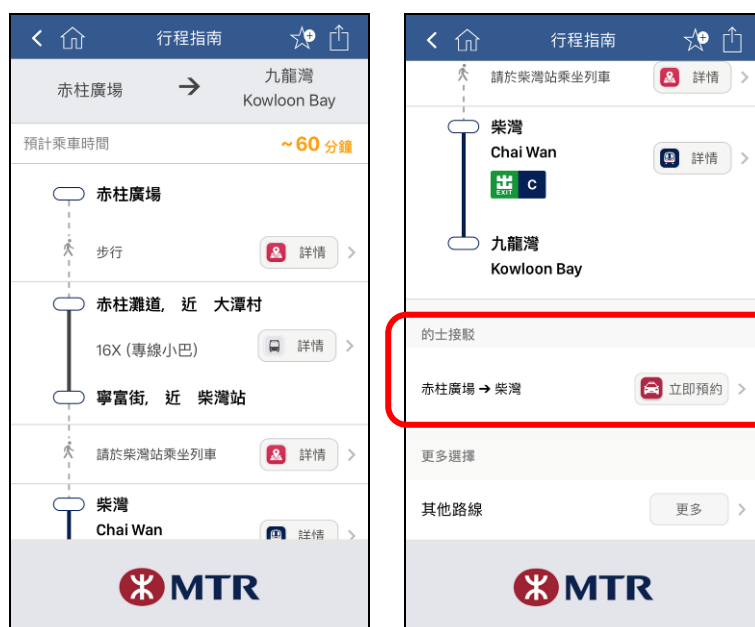 行程指南
赤柱廣場 → 九龍灣
Kowloon Bay
預計乘車時間 ~60 分鐘
赤柱廣場
步行 詳情
赤柱灘道, 近 大潭村
16X (專線小巴) 詳情
寧富街, 近 柴灣站
請於柴灣站乘坐列車 詳情
柴灣
Chai Wan 詳情
MTR
行程指南
請於柴灣站乘坐列車 詳情
柴灣
Chai Wan 詳情
出 EXIT C
九龍灣
Kowloon Bay
的士接駁
赤柱廣場 → 柴灣 立即預約
更多選擇
其他路線 更多
MTR